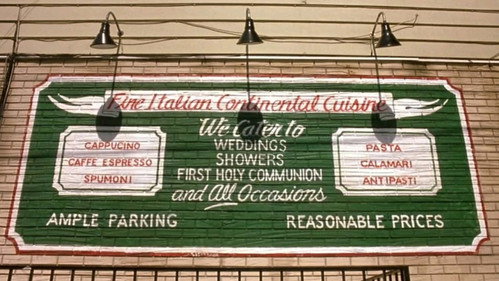 Fine Italian Continental Cuisine
We Cater to
WEDDINGS
SHOWERS
FIRST HOLY COMMUNION
and All Occasions
CAPPUCINO
CAFFE ESPRESSO
SPUMONI
PASTA
CALAMARI
ANTIPASTI
AMPLE PARKING
REASONABLE PRICES